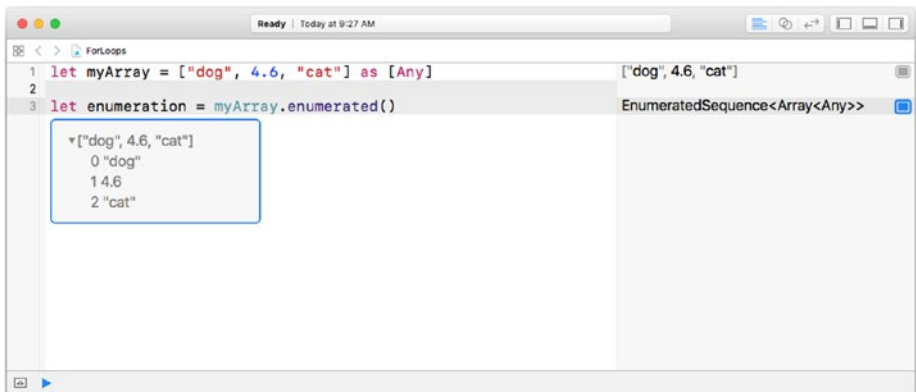 Ready | Today at 9:27 AM
ForLoops
1 let myArray = ["dog", 4.6, "cat"] as [Any]
["dog", 4.6, "cat"]
2
3 let enumeration = myArray.enumerated()
EnumeratedSequence<Array<Any>>
▼["dog", 4.6, "cat"]
0 "dog"
1 4.6
2 "cat"